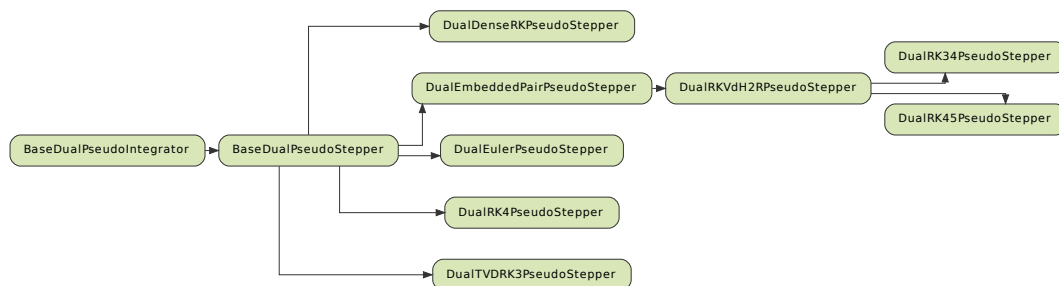 DualDenseRKPseudoStepper
DualRK34PseudoStepper
DualEmbeddedPairPseudoStepper
DualRKVdH2RPseudoStepper
DualRK45PseudoStepper
BaseDualPseudoIntegrator
BaseDualPseudoStepper
DualEulerPseudoStepper
DualRK4PseudoStepper
DualTVDRK3PseudoStepper